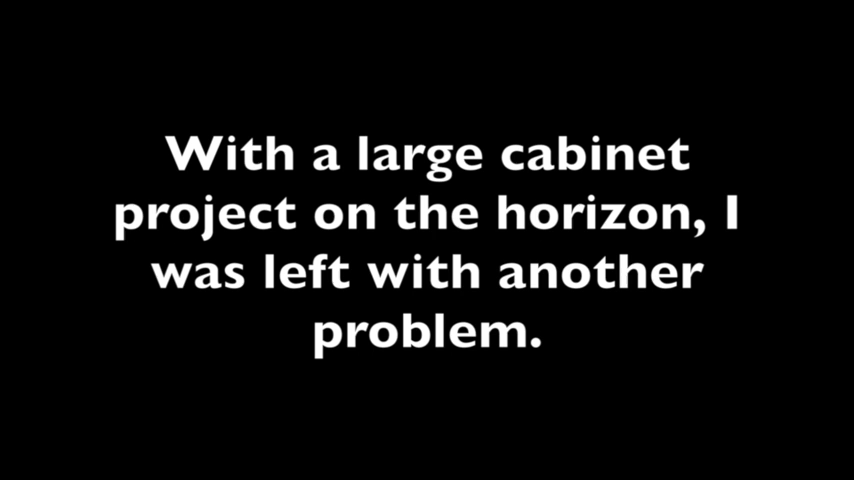 With a large cabinet
project on the horizon, I
was left with another
problem.